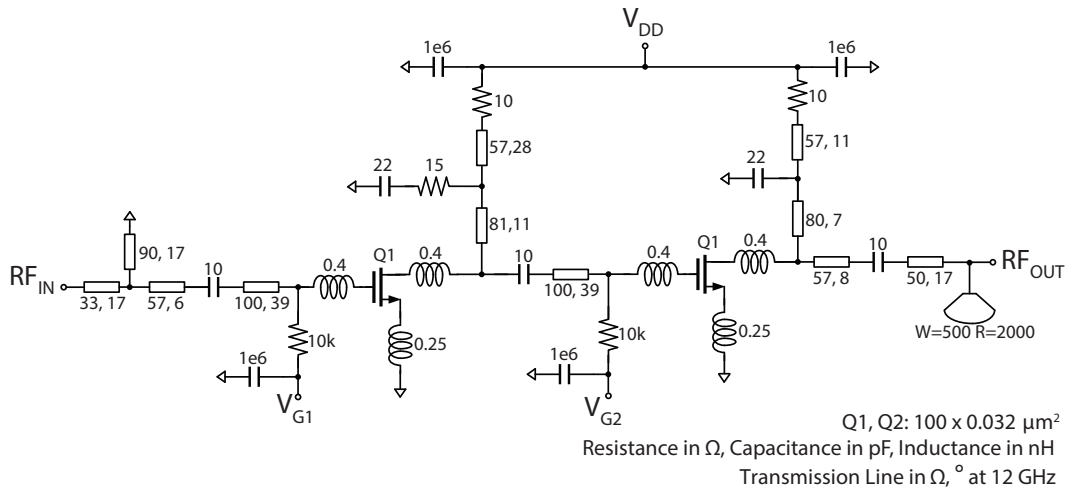 V_DD
1e6
1e6
10
10
57,28
57, 11
22
15
22
81,11
80, 7
90, 17
RF_IN
33, 17
57, 6
10
100, 39
0.4
Q1
0.4
10
100, 39
0.4
Q1
0.4
57, 8
10
50, 17
RF_OUT
W=500 R=2000
10k
0.25
10k
0.25
1e6
1e6
V_G1
V_G2
Q1, Q2: 100 x 0.032 µm²
Resistance in Ω, Capacitance in pF, Inductance in nH
Transmission Line in Ω, ° at 12 GHz